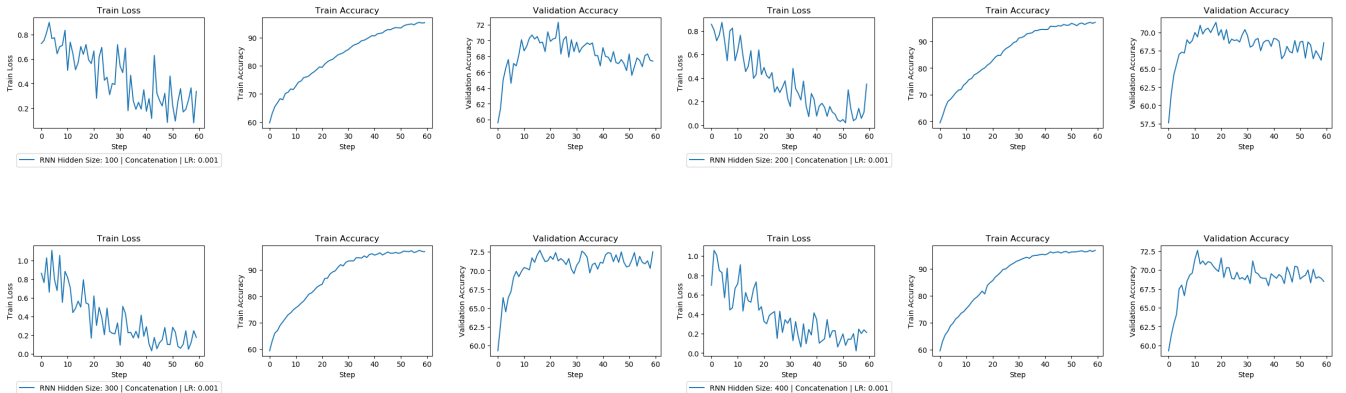 Train Loss
Train Loss
0.8
0.6
0.4
0.2
0 10 20 30 40 50 60
Step
RNN Hidden Size: 100 | Concatenation | LR: 0.001
Train Accuracy
Train Accuracy
90
80
70
60
0 10 20 30 40 50 60
Step
Validation Accuracy
Validation Accuracy
72
70
68
66
64
62
60
0 10 20 30 40 50 60
Step
Train Loss
Train Loss
0.8
0.6
0.4
0.2
0.0
0 10 20 30 40 50 60
Step
RNN Hidden Size: 200 | Concatenation | LR: 0.001
Train Accuracy
Train Accuracy
90
80
70
60
0 10 20 30 40 50 60
Step
Validation Accuracy
Validation Accuracy
70.0
67.5
65.0
62.5
60.0
57.5
0 10 20 30 40 50 60
Step
Train Loss
Train Loss
1.0
0.8
0.6
0.4
0.2
0.0
0 10 20 30 40 50 60
Step
RNN Hidden Size: 300 | Concatenation | LR: 0.001
Train Accuracy
Train Accuracy
90
80
70
60
0 10 20 30 40 50 60
Step
Validation Accuracy
Validation Accuracy
72.5
70.0
67.5
65.0
62.5
60.0
0 10 20 30 40 50 60
Step
Train Loss
Train Loss
1.0
0.8
0.6
0.4
0.2
0.0
0 10 20 30 40 50 60
Step
RNN Hidden Size: 400 | Concatenation | LR: 0.001
Train Accuracy
Train Accuracy
90
80
70
60
0 10 20 30 40 50 60
Step
Validation Accuracy
Validation Accuracy
72.5
70.0
67.5
65.0
62.5
60.0
0 10 20 30 40 50 60
Step